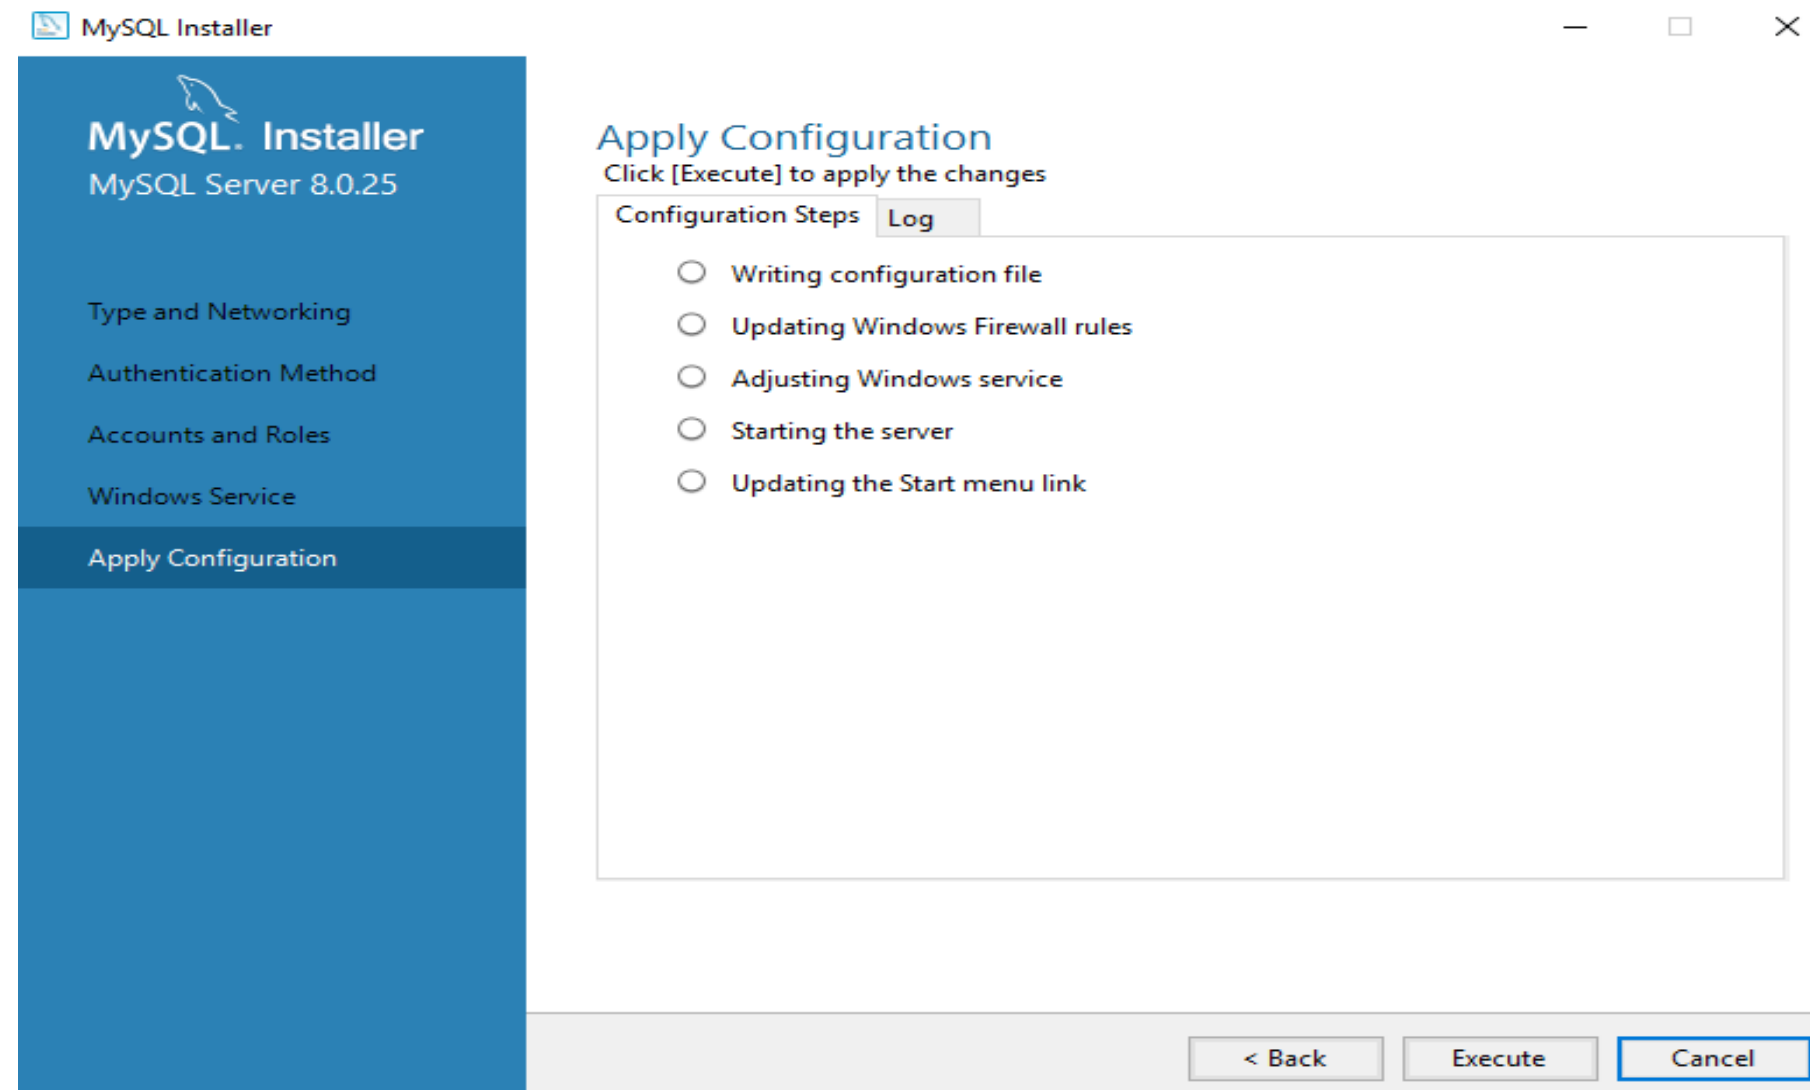 MySQL Installer
MySQL. Installer
MySQL Server 8.0.25
Type and Networking
Authentication Method
Accounts and Roles
Windows Service
Apply Configuration
Apply Configuration
Click [Execute] to apply the changes
Configuration Steps Log
Writing configuration file
Updating Windows Firewall rules
Adjusting Windows service
Starting the server
Updating the Start menu link
< Back Execute Cancel